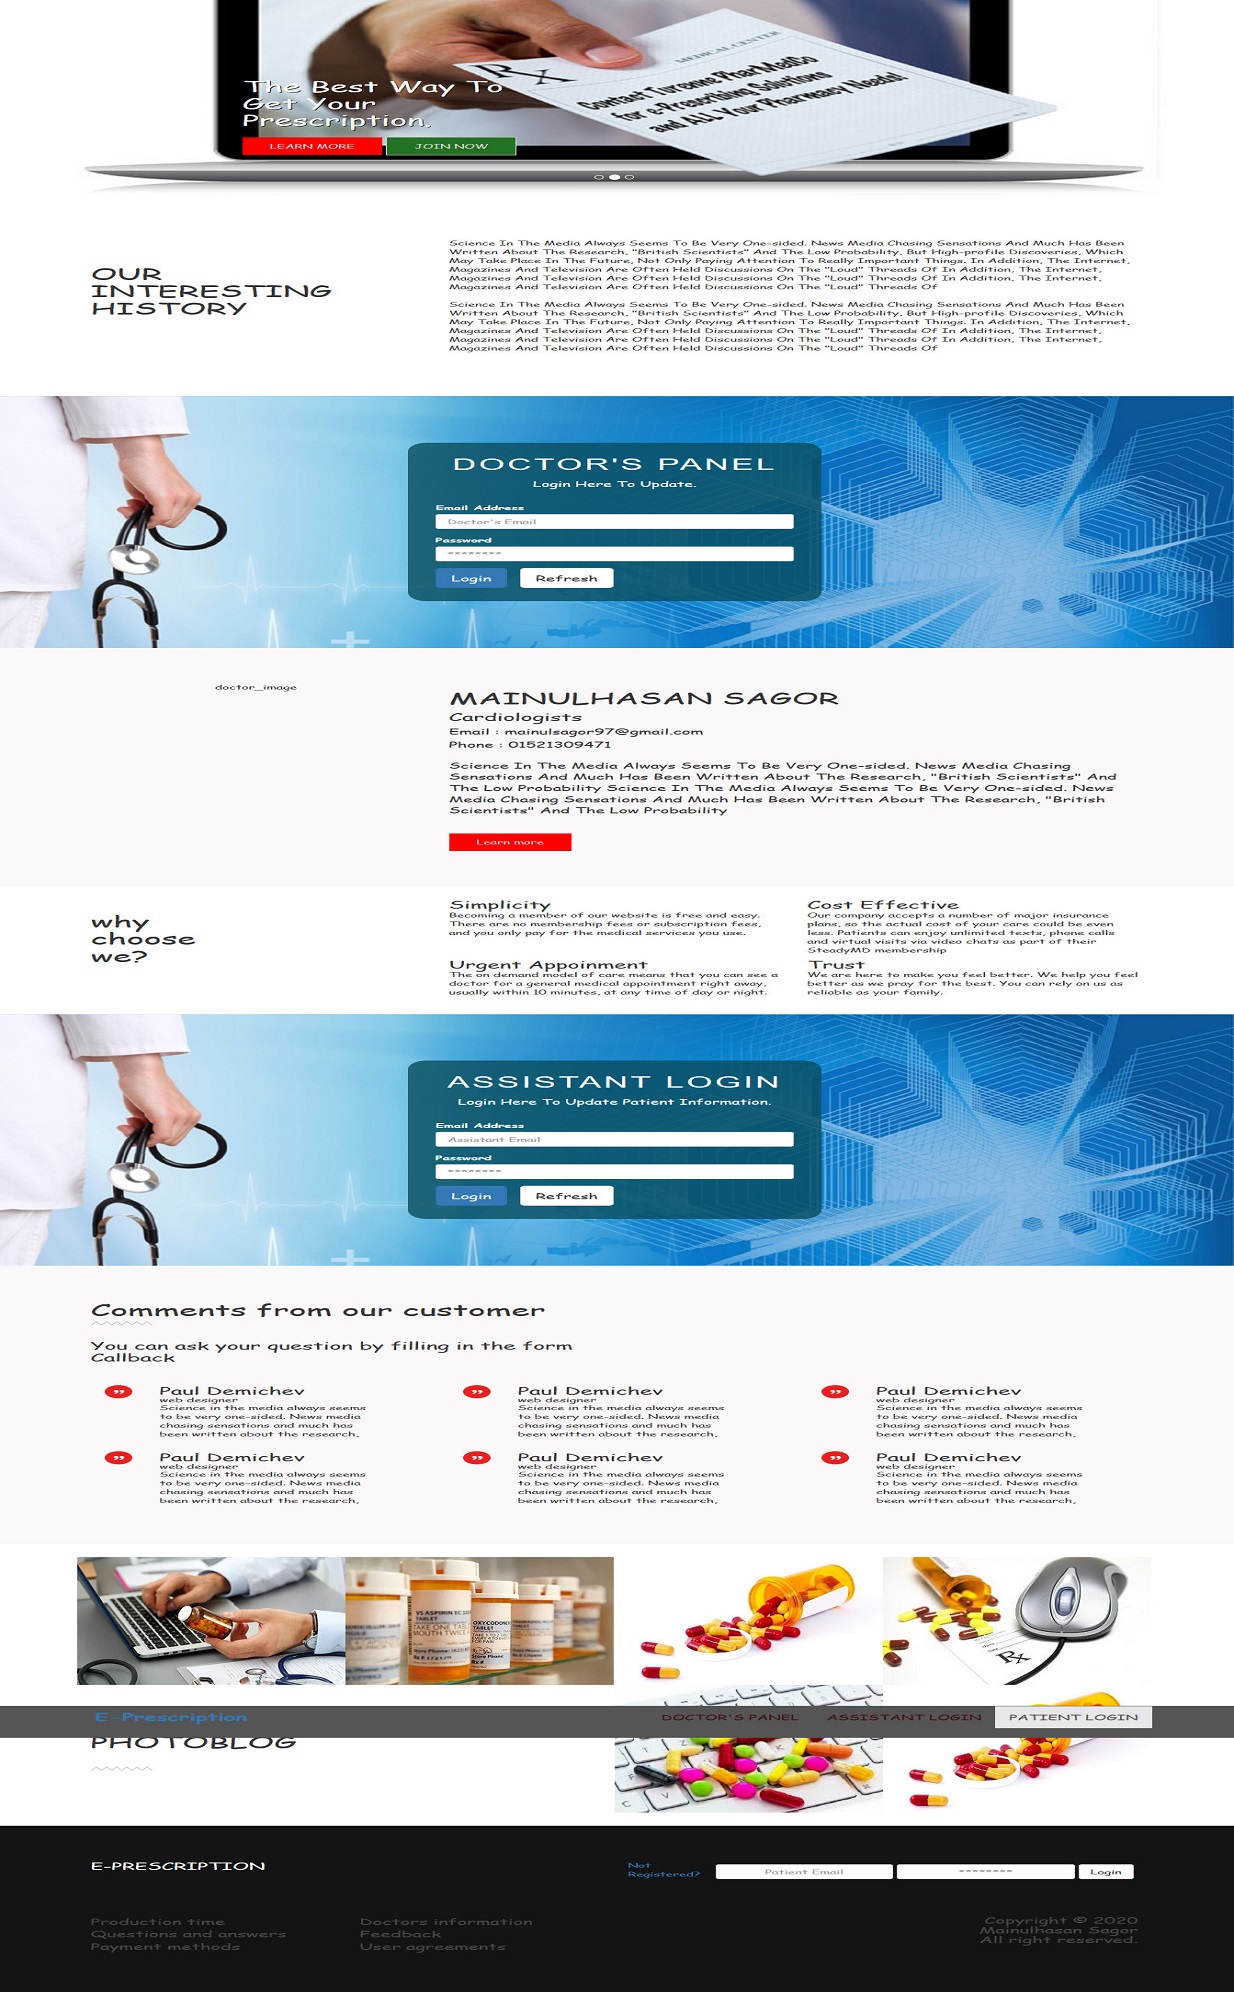 MEDICAL CENTER
Rx
Contact Turenne PharMedCo
for e-Prescription Solutions
and ALL Your Pharmacy Needs!
The Best Way To
Get Your
Prescription.
LEARN MORE
JOIN NOW
OUR
INTERESTING
HISTORY
Science In The Media Always Seems To Be Very One-sided. News Media Chasing Sensations And Much Has Been
Written About The Research, "British Scientists" And The Low Probability, But High-profile Discoveries, Which
May Take Place In The Future, Not Only Paying Attention To Really Important Things. In Addition, The Internet,
Magazines And Television Are Often Held Discussions On The "Loud" Threads Of In Addition, The Internet,
Magazines And Television Are Often Held Discussions On The "Loud" Threads Of In Addition, The Internet,
Magazines And Television Are Often Held Discussions On The "Loud" Threads Of
Science In The Media Always Seems To Be Very One-sided. News Media Chasing Sensations And Much Has Been
Written About The Research, "British Scientists" And The Low Probability, But High-profile Discoveries, Which
May Take Place In The Future, Not Only Paying Attention To Really Important Things. In Addition, The Internet,
Magazines And Television Are Often Held Discussions On The "Loud" Threads Of In Addition, The Internet,
Magazines And Television Are Often Held Discussions On The "Loud" Threads Of In Addition, The Internet,
Magazines And Television Are Often Held Discussions On The "Loud" Threads Of
DOCTOR'S PANEL
Login Here To Update.
Email Address
Doctor's Email
Password
********
Login
Refresh
doctor_image
MAINULHASAN SAGOR
Cardiologists
Email : mainulsagor97@gmail.com
Phone : 01521309471
Science In The Media Always Seems To Be Very One-sided. News Media Chasing
Sensations And Much Has Been Written About The Research, "British Scientists" And
The Low Probability Science In The Media Always Seems To Be Very One-sided. News
Media Chasing Sensations And Much Has Been Written About The Research, "British
Scientists" And The Low Probability
Learn more
why
choose
we?
Simplicity
Becoming a member of our website is free and easy.
There are no membership fees or subscription fees,
and you only pay for the medical services you use.
Cost Effective
Our company accepts a number of major insurance
plans, so the actual cost of your care could be even
less. Patients can enjoy unlimited texts, phone calls
and virtual visits via video chats as part of their
SteadyMD membership
Urgent Appoinment
The on demand model of care means that you can see a
doctor for a general medical appointment right away,
usually within 10 minutes, at any time of day or night.
Trust
We are here to make you feel better. We help you feel
better as we pray for the best. You can rely on us as
reliable as your family.
ASSISTANT LOGIN
Login Here To Update Patient Information.
Email Address
Assistant Email
Password
********
Login
Refresh
Comments from our customer
You can ask your question by filling in the form
Callback
Paul Demichev
web designer
Science in the media always seems
to be very one-sided. News media
chasing sensations and much has
been written about the research,
Paul Demichev
web designer
Science in the media always seems
to be very one-sided. News media
chasing sensations and much has
been written about the research,
Paul Demichev
web designer
Science in the media always seems
to be very one-sided. News media
chasing sensations and much has
been written about the research,
Paul Demichev
web designer
Science in the media always seems
to be very one-sided. News media
chasing sensations and much has
been written about the research,
Paul Demichev
web designer
Science in the media always seems
to be very one-sided. News media
chasing sensations and much has
been written about the research,
Paul Demichev
web designer
Science in the media always seems
to be very one-sided. News media
chasing sensations and much has
been written about the research,
VS ASPIRIN EC
TABLET
TAKE ONE TAB
MOUTH TWICE
Store Phone:
OXYCODONE
TABLET
FOR PAIN
Store Phone
Rx #
Rx
E-Prescription
DOCTOR'S PANEL
ASSISTANT LOGIN
PATIENT LOGIN
PHOTOBLOG
E-PRESCRIPTION
Not
Registered?
Patient Email
********
Login
Production time
Questions and answers
Payment methods
Doctors information
Feedback
User agreements
Copyright © 2020
Mainulhasan Sagor
All right reserved.